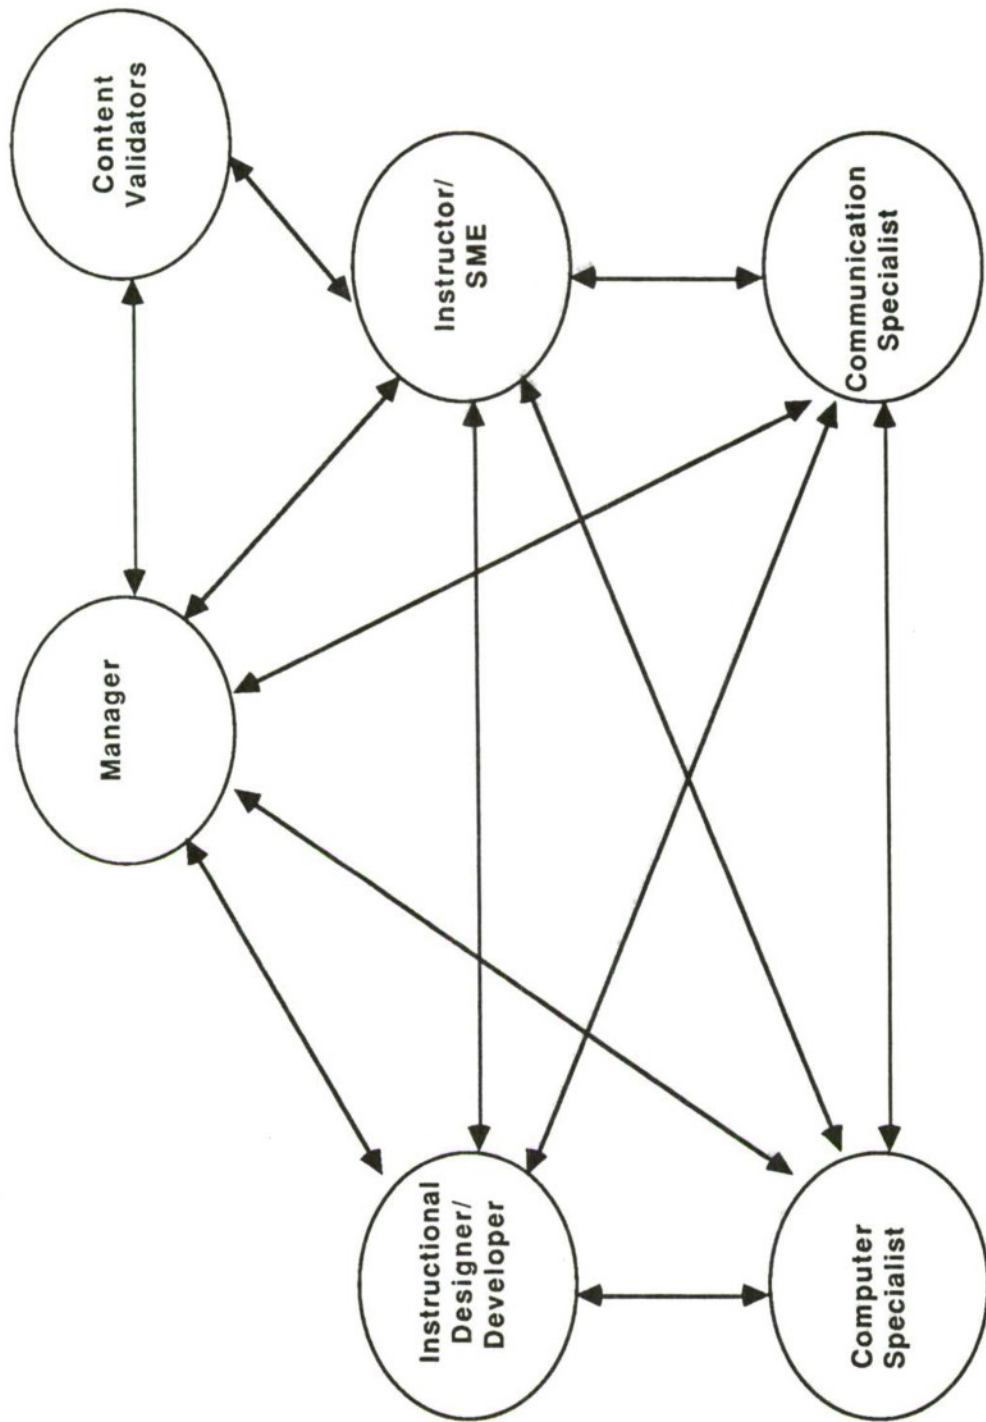 Manager
Content
Validators
Instructional
Designer/
Developer
Instructor/
SME
Computer
Specialist
Communication
Specialist